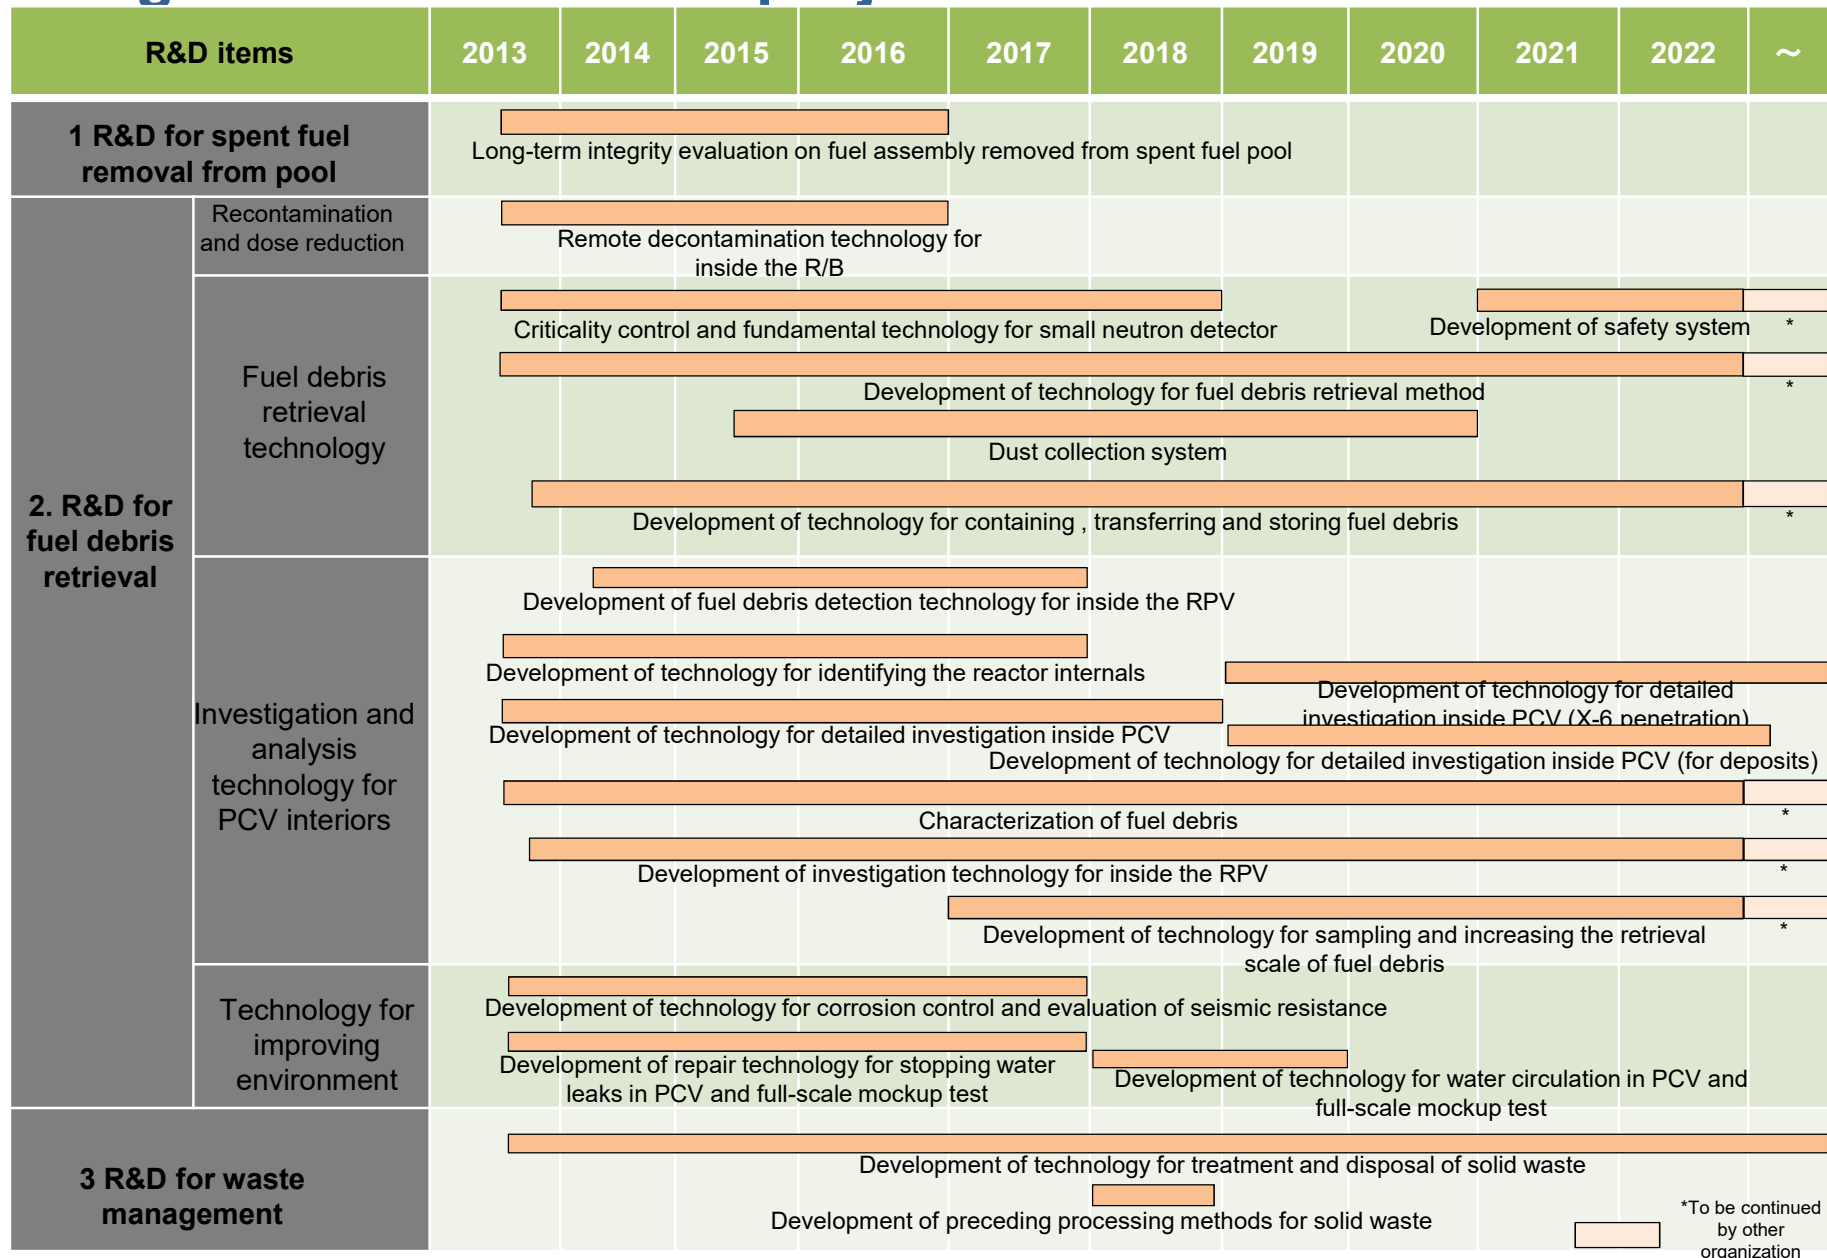 R&D items
2013
2014
2015
2016
2017
2018
2019
2020
2021
2022
~
1 R&D for spent fuel
removal from pool
Long-term integrity evaluation on fuel assembly removed from spent fuel pool
2. R&D for
fuel debris
retrieval
Recontamination
and dose reduction
Remote decontamination technology for
inside the R/B
Fuel debris
retrieval
technology
Criticality control and fundamental technology for small neutron detector
Development of safety system
*
Development of technology for fuel debris retrieval method
*
Dust collection system
Development of technology for containing , transferring and storing fuel debris
*
Investigation and
analysis
technology for
PCV interiors
Development of fuel debris detection technology for inside the RPV
Development of technology for identifying the reactor internals
Development of technology for detailed
investigation inside PCV (X-6 penetration)
Development of technology for detailed investigation inside PCV
Development of technology for detailed investigation inside PCV (for deposits)
Characterization of fuel debris
*
Development of investigation technology for inside the RPV
*
Development of technology for sampling and increasing the retrieval
scale of fuel debris
*
Technology for
improving
environment
Development of technology for corrosion control and evaluation of seismic resistance
Development of repair technology for stopping water
leaks in PCV and full-scale mockup test
Development of technology for water circulation in PCV and
full-scale mockup test
3 R&D for waste
management
Development of technology for treatment and disposal of solid waste
Development of preceding processing methods for solid waste
*To be continued
by other
organization